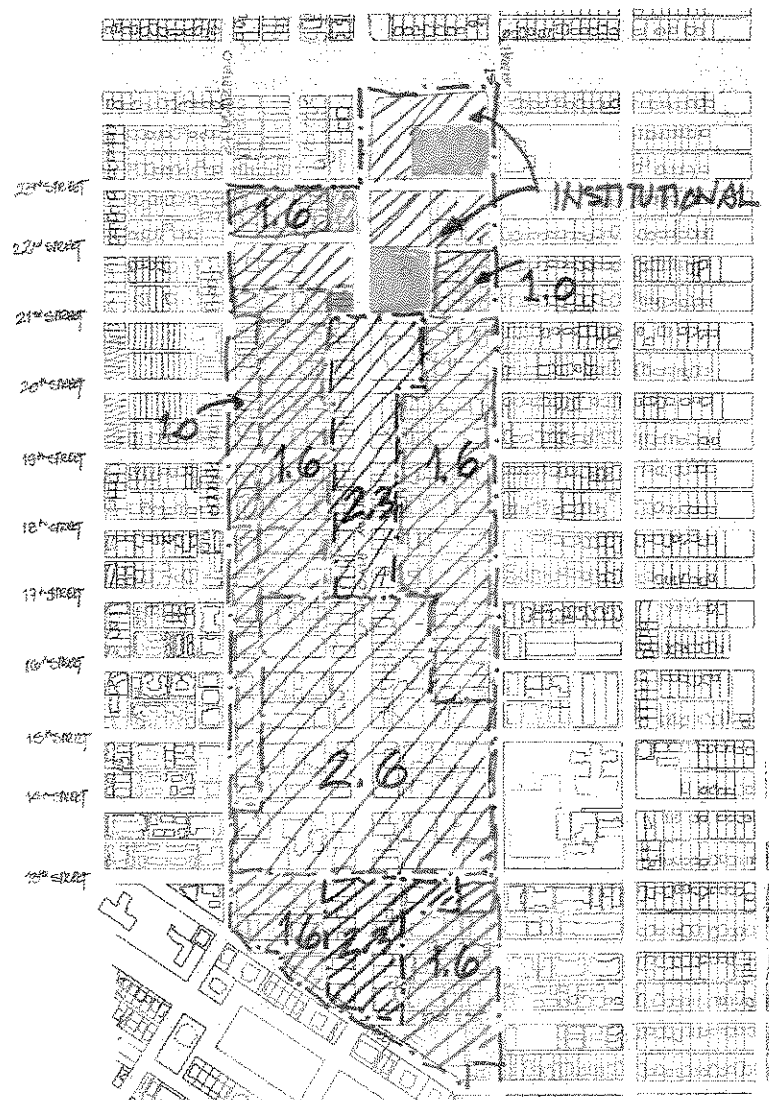 23RD STREET
1.6
INSTITUTIONAL
22ND STREET
1.0
21ST STREET
20TH STREET
1.0
19TH STREET
1.6
1.6
2.3
18TH STREET
17TH STREET
16TH STREET
15TH STREET
2.6
14TH STREET
13TH STREET
1.6
2.3
1.6